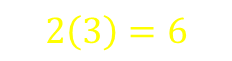 2(3) = 6